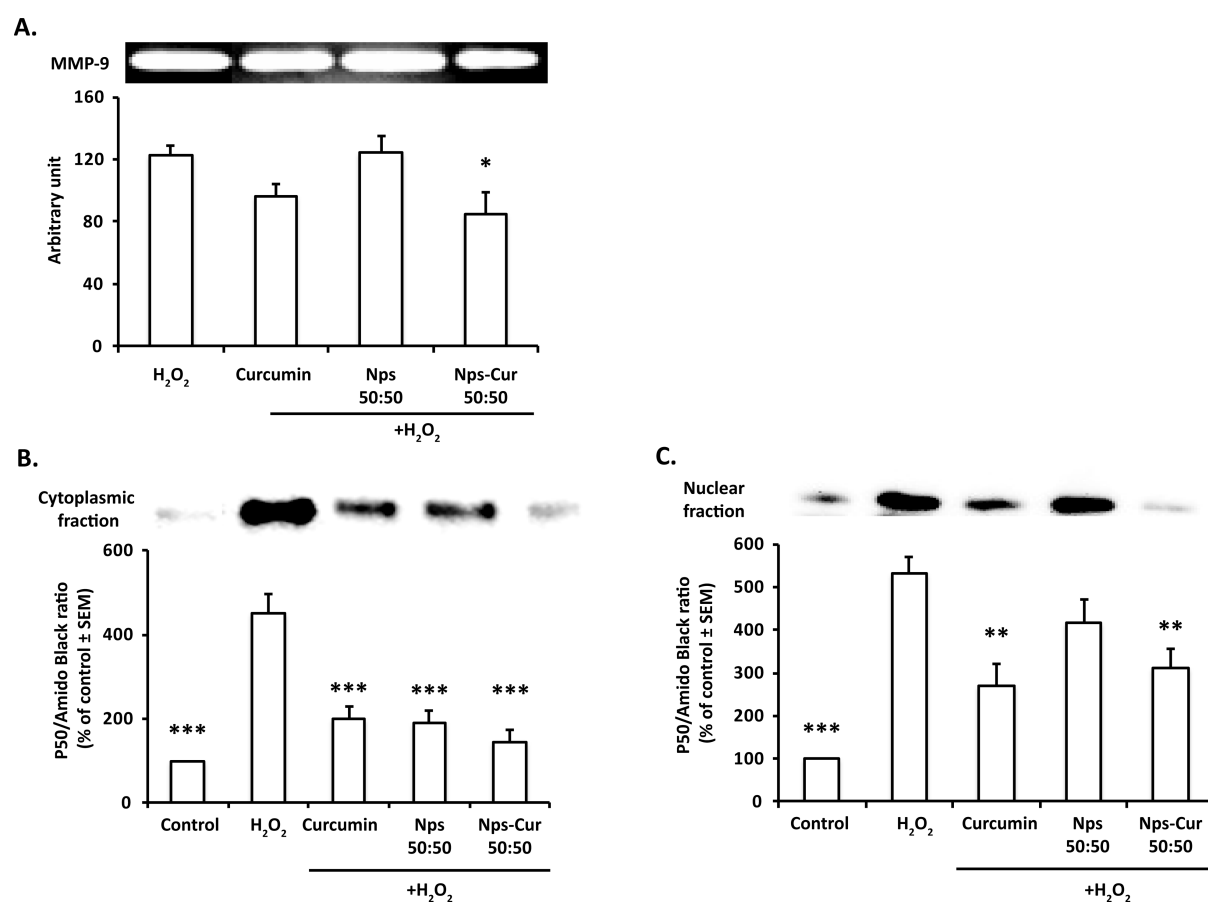 A.
MMP-9
160
120
80
40
0
Arbitrary unit
*
H₂O₂
Curcumin
Nps
50:50
Nps-Cur
50:50
+H₂O₂
B.
Cytoplasmic
fraction
600
400
200
0
P50/Amido Black ratio
(% of control ± SEM)
***
***
***
***
Control
H₂O₂
Curcumin
Nps
50:50
Nps-Cur
50:50
+H₂O₂
C.
Nuclear
fraction
600
500
400
300
200
100
0
P50/Amido Black ratio
(% of control ± SEM)
***
**
**
Control
H₂O₂
Curcumin
Nps
50:50
Nps-Cur
50:50
+H₂O₂